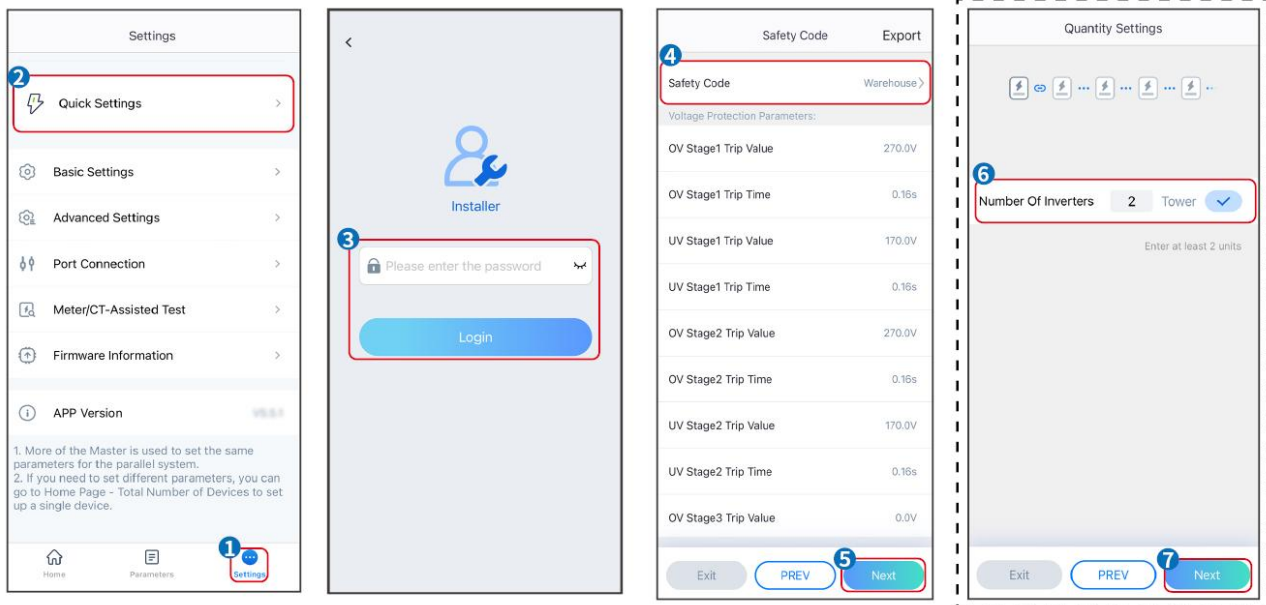 Settings
2
Quick Settings
Basic Settings
Advanced Settings
Port Connection
Meter/CT-Assisted Test
Firmware Information
APP Version
1. More of the Master is used to set the same
parameters for the parallel system.
2. If you need to set different parameters, you can
go to Home Page - Total Number of Devices to set
up a single device.
1
Home
Parameters
Settings
Installer
3
Please enter the password
Login
Safety Code Export
4
Safety Code Warehouse
Voltage Protection Parameters:
OV Stage1 Trip Value 270.0V
OV Stage1 Trip Time 0.16s
UV Stage1 Trip Value 170.0V
UV Stage1 Trip Time 0.16s
OV Stage2 Trip Value 270.0V
OV Stage2 Trip Time 0.16s
UV Stage2 Trip Value 170.0V
UV Stage2 Trip Time 0.16s
OV Stage3 Trip Value 0.0V
5
Exit PREV Next
Quantity Settings
6
Number Of Inverters 2 Tower
Enter at least 2 units
7
Exit PREV Next